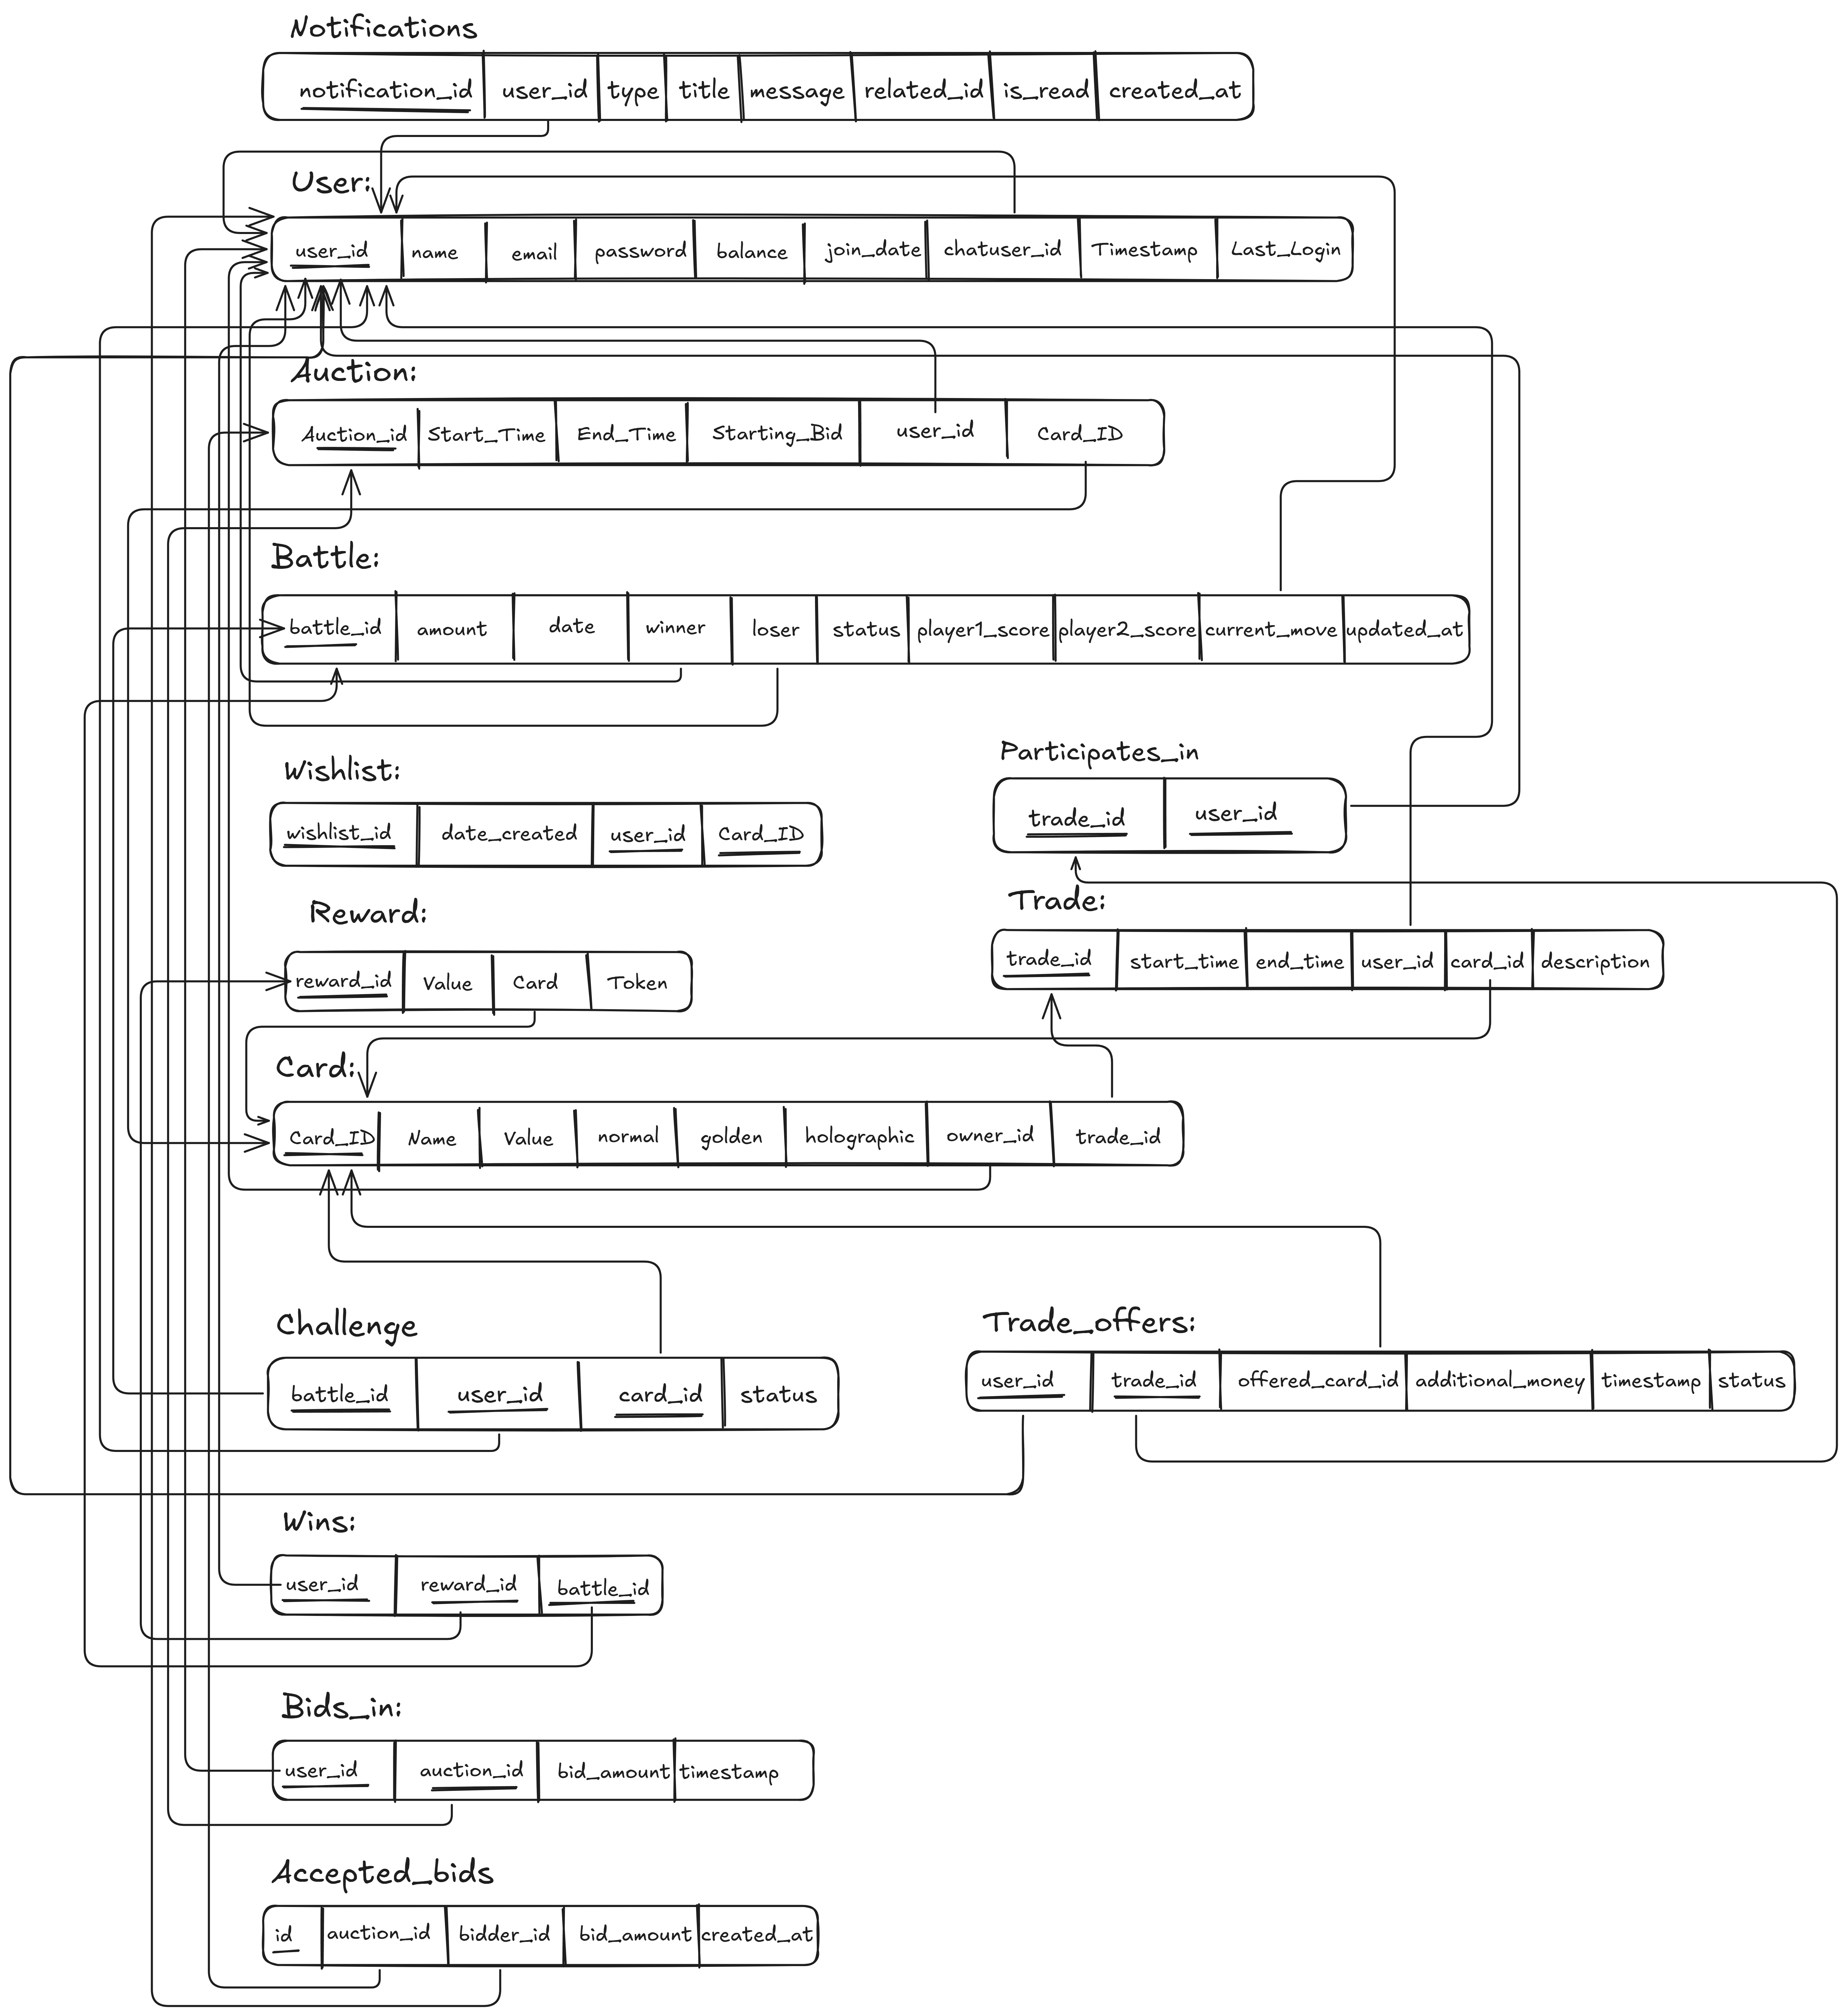 Notifications
notification_id user_id type title message related_id is_read created_at
User:
user_id name email password balance join_date chatuser_id Timestamp Last_Login
Auction:
Auction_id Start_Time End_Time Starting_Bid user_id Card_ID
Battle:
battle_id amount date winner loser status player1_score player2_score current_move updated_at
Wishlist:
wishlist_id date_created user_id Card_ID
Participates_in
trade_id user_id
Reward:
reward_id Value Card Token
Trade:
trade_id start_time end_time user_id card_id description
Card:
Card_ID Name Value normal golden holographic owner_id trade_id
Challenge
battle_id user_id card_id status
Trade_offers:
user_id trade_id offered_card_id additional_money timestamp status
Wins:
user_id reward_id battle_id
Bids_in:
user_id auction_id bid_amount timestamp
Accepted_bids
id auction_id bidder_id bid_amount created_at